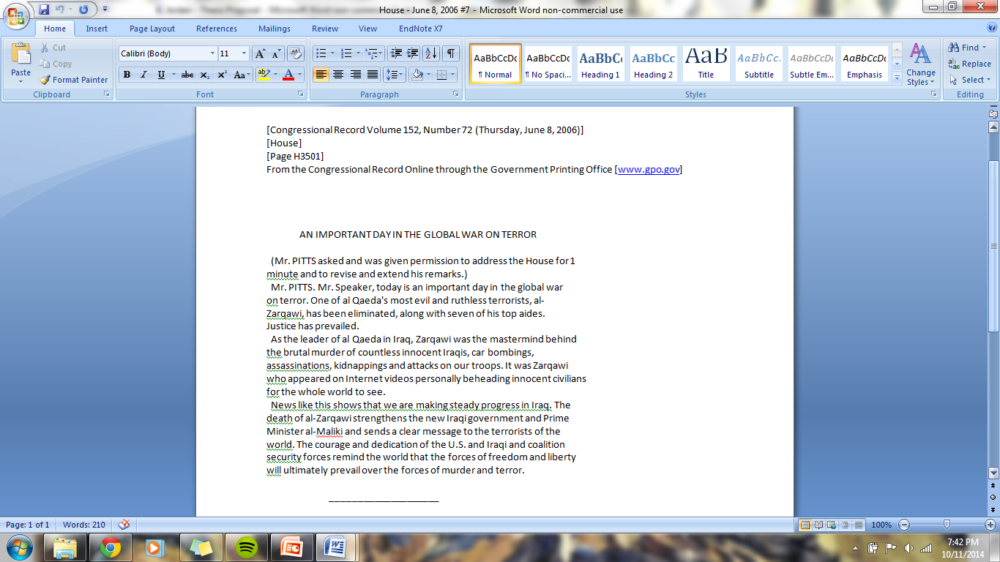 House - June 8, 2006 #7 - Microsoft Word non-commercial use
Home Insert Page Layout References Mailings Review View EndNote X7
Paste
Cut
Copy
Format Painter
Clipboard
Calibri (Body) 11
Font
Paragraph
AaBbCcDc AaBbCcDc AaBbC AaBbCc AaB AaBbCc. AaBbCcDc AaBbCcDc
¶ Normal ¶ No Spaci... Heading 1 Heading 2 Title Subtitle Subtle Em... Emphasis
Change Styles
Styles
Find
Replace
Select
Editing
[Congressional Record Volume 152, Number 72 (Thursday, June 8, 2006)]
[House]
[Page H3501]
From the Congressional Record Online through the Government Printing Office [www.gpo.gov]
AN IMPORTANT DAY IN THE GLOBAL WAR ON TERROR
(Mr. PITTS asked and was given permission to address the House for 1
minute and to revise and extend his remarks.)
Mr. PITTS. Mr. Speaker, today is an important day in the global war
on terror. One of al Qaeda's most evil and ruthless terrorists, al-
Zarqawi, has been eliminated, along with seven of his top aides.
Justice has prevailed.
As the leader of al Qaeda in Iraq, Zarqawi was the mastermind behind
the brutal murder of countless innocent Iraqis, car bombings,
assassinations, kidnappings and attacks on our troops. It was Zarqawi
who appeared on Internet videos personally beheading innocent civilians
for the whole world to see.
News like this shows that we are making steady progress in Iraq. The
death of al-Zarqawi strengthens the new Iraqi government and Prime
Minister al-Maliki and sends a clear message to the terrorists of the
world. The courage and dedication of the U.S. and Iraqi and coalition
security forces remind the world that the forces of freedom and liberty
will ultimately prevail over the forces of murder and terror.
____________________
Page: 1 of 1 Words: 210 100%
7:42 PM
10/11/2014